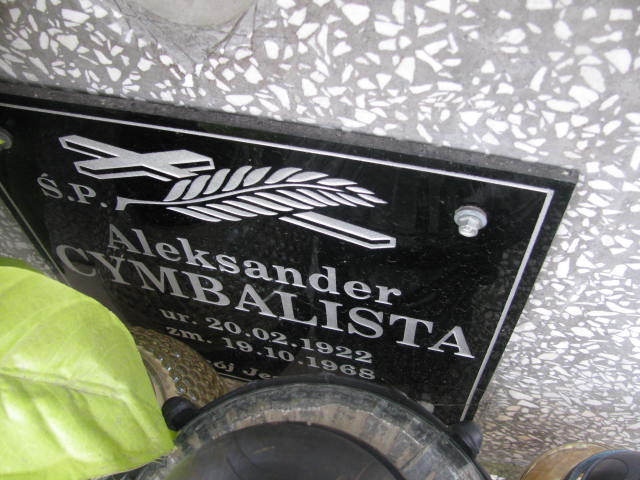 Ś.P.
Aleksander
CYMBALISTA
ur. 20.02.1922
zm. 19.10.1968